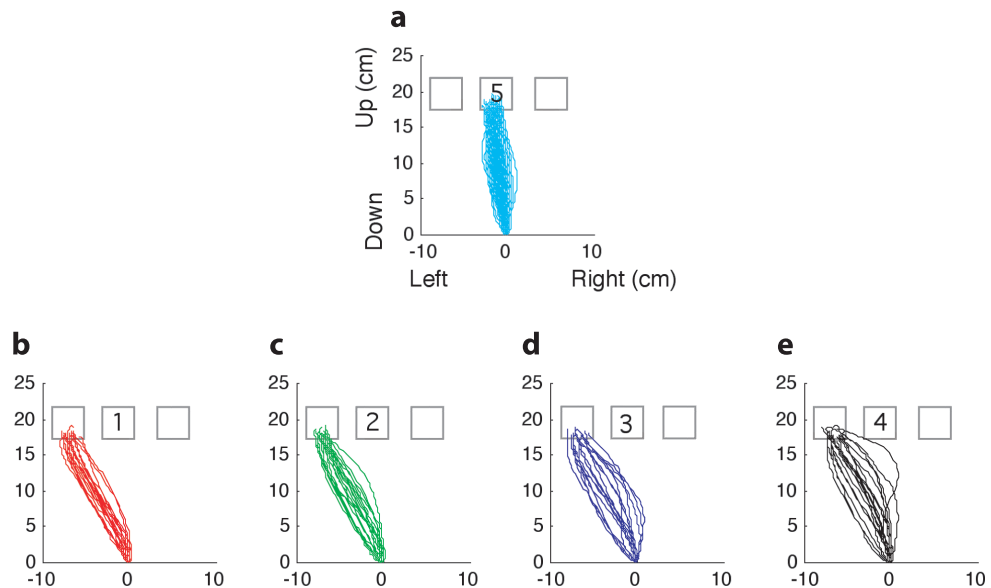 a
25
20
15
10
5
0
Up (cm)
Down
5
-10 0 10
Left Right (cm)
b c d e
25 25 25 25
20 20 20 20
15 15 15 15
10 10 10 10
5 5 5 5
0 0 0 0
1 2 3 4
-10 0 10 -10 0 10 -10 0 10 -10 0 10